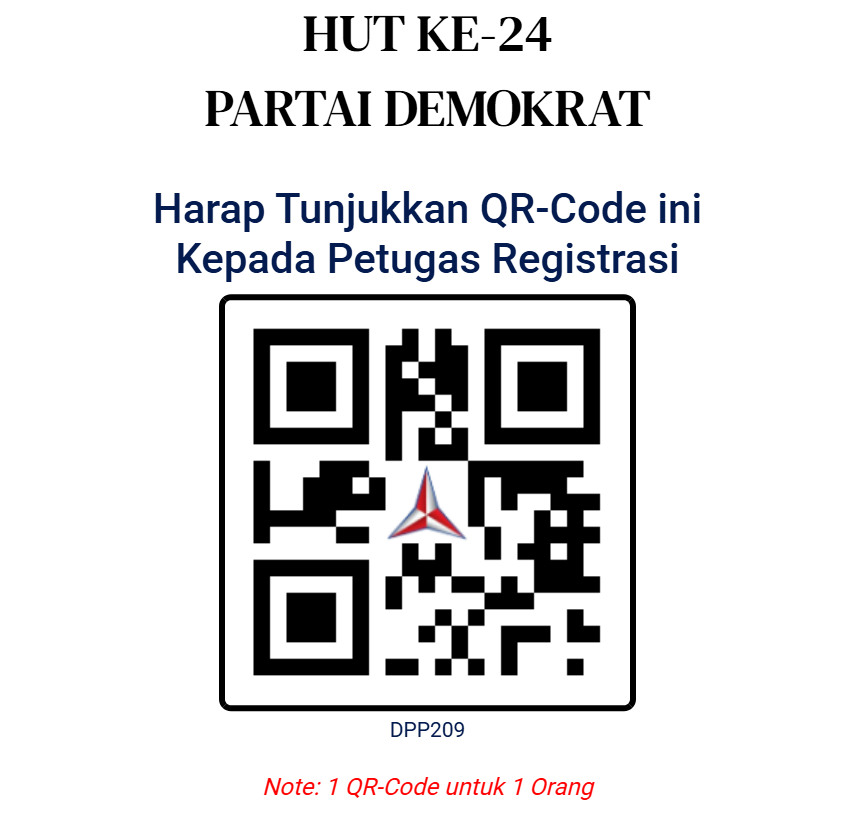 HUT KE-24
PARTAI DEMOKRAT
Harap Tunjukkan QR-Code ini
Kepada Petugas Registrasi
DPP209
Note: 1 QR-Code untuk 1 Orang